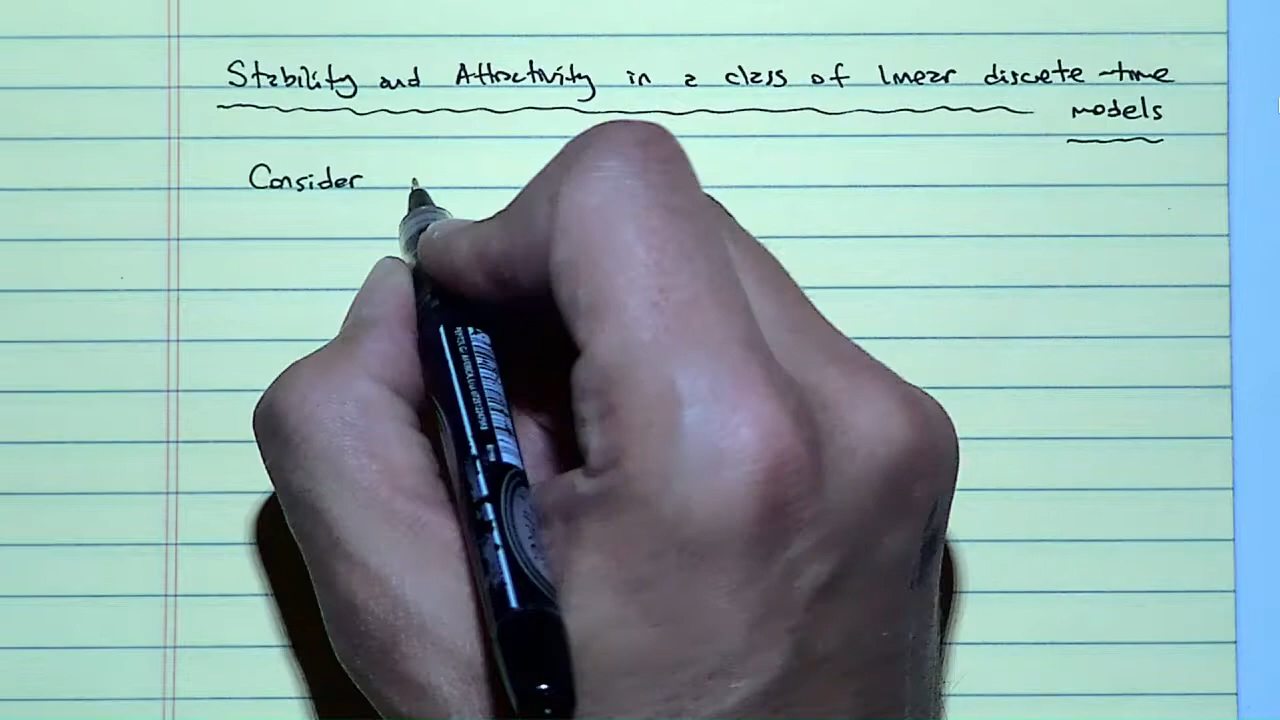 Stability and Attractivity in a class of linear discrete-time
models
Consider